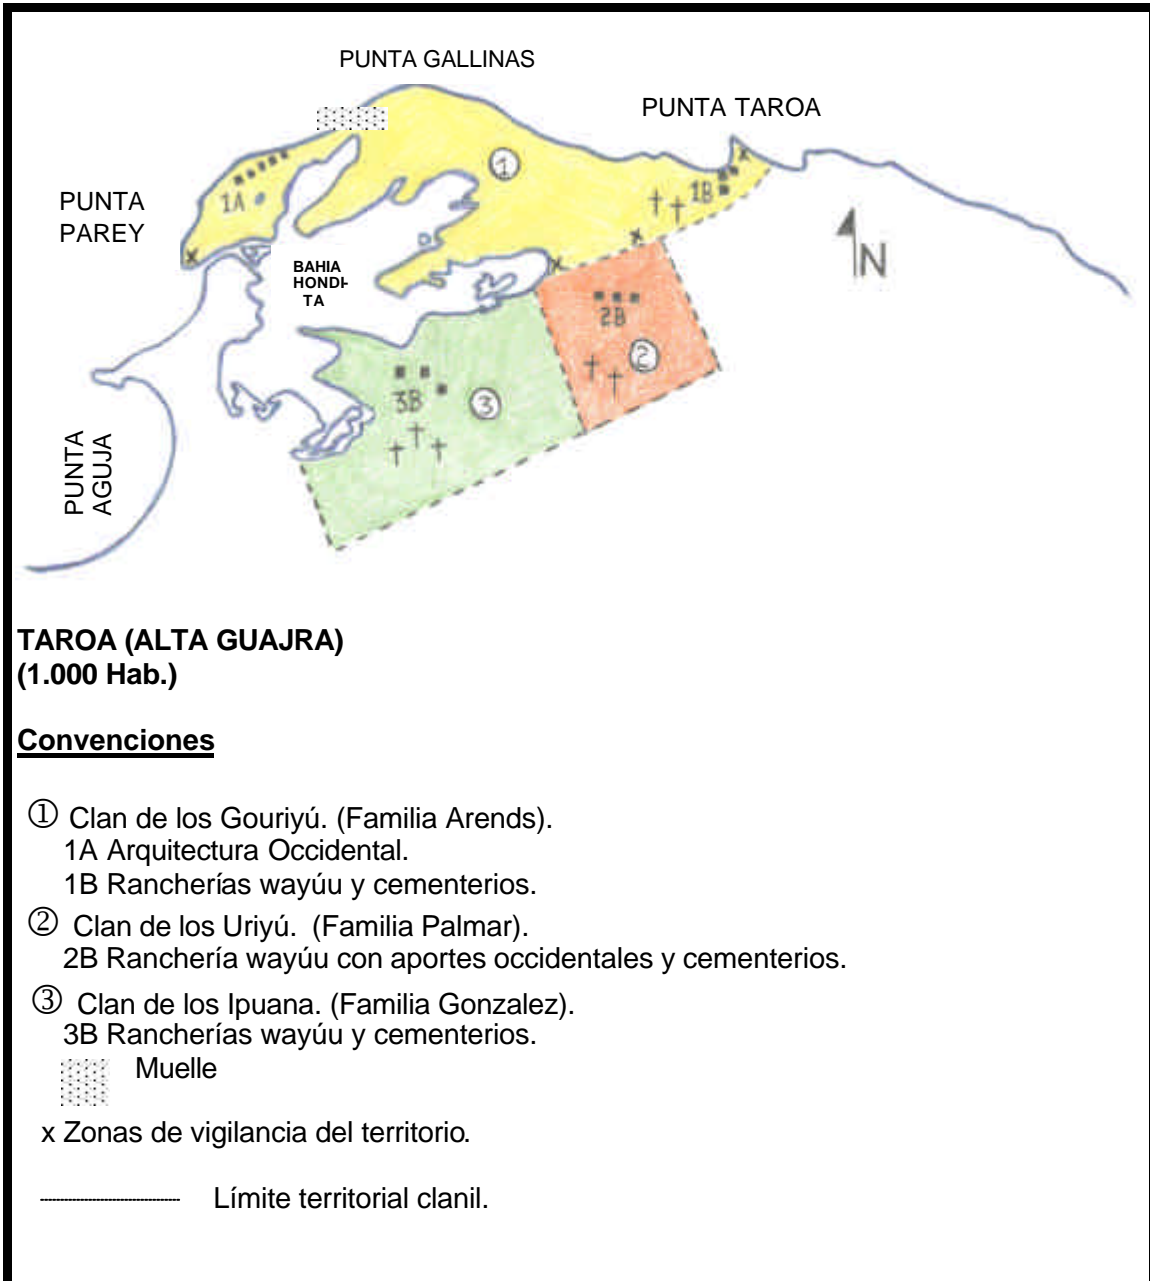 PUNTA GALLINAS
PUNTA TAROA
1
1A
1B
PUNTA
PAREY
N
BAHIA
HONDI-
TA
2B
2
3B
3
PUNTA
AGUJA
TAROA (ALTA GUAJRA)
(1.000 Hab.)
Convenciones
① Clan de los Gouriyú. (Familia Arends).
1A Arquitectura Occidental.
1B Rancherías wayúu y cementerios.
② Clan de los Uriyú. (Familia Palmar).
2B Ranchería wayúu con aportes occidentales y cementerios.
③ Clan de los Ipuana. (Familia Gonzalez).
3B Rancherías wayúu y cementerios.
Muelle
x Zonas de vigilancia del territorio.
Límite territorial clanil.